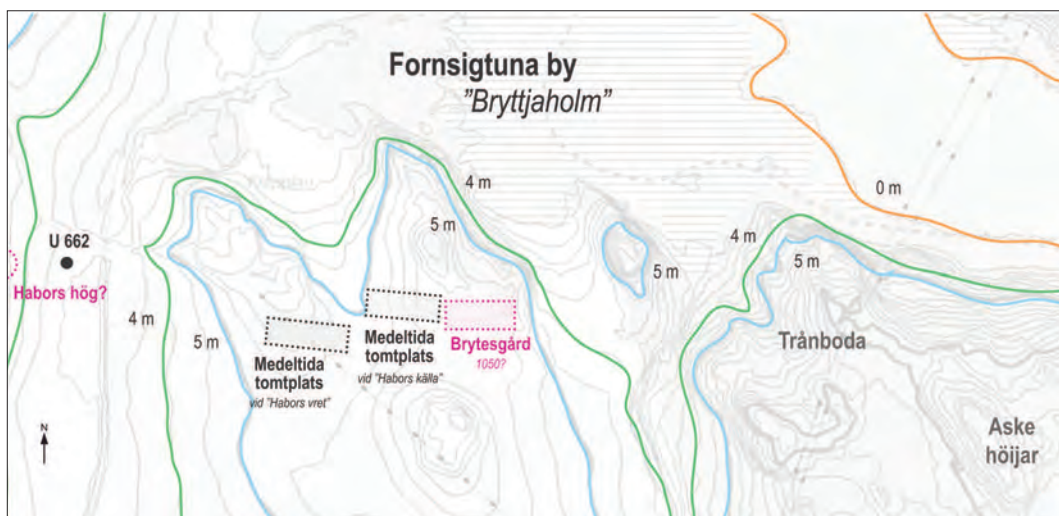 Fornsigtuna by
"Bryttjaholm"
4 m
0 m
5 m
U 662
4 m
5 m
5 m
Habors hög?
4 m
5 m
Medeltida
tomtplats
vid "Habors vret"
Medeltida
tomtplats
vid "Habors källa"
Brytesgård
1050?
Trånboda
Aske
höijar
N